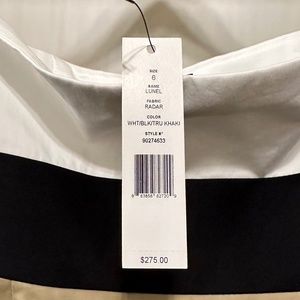 SIZE
6
NAME
LUNEL
FABRIC
RADAR
COLOR
WHT/BLK/TRU KHAKI
STYLE #*
90274633
$275.00